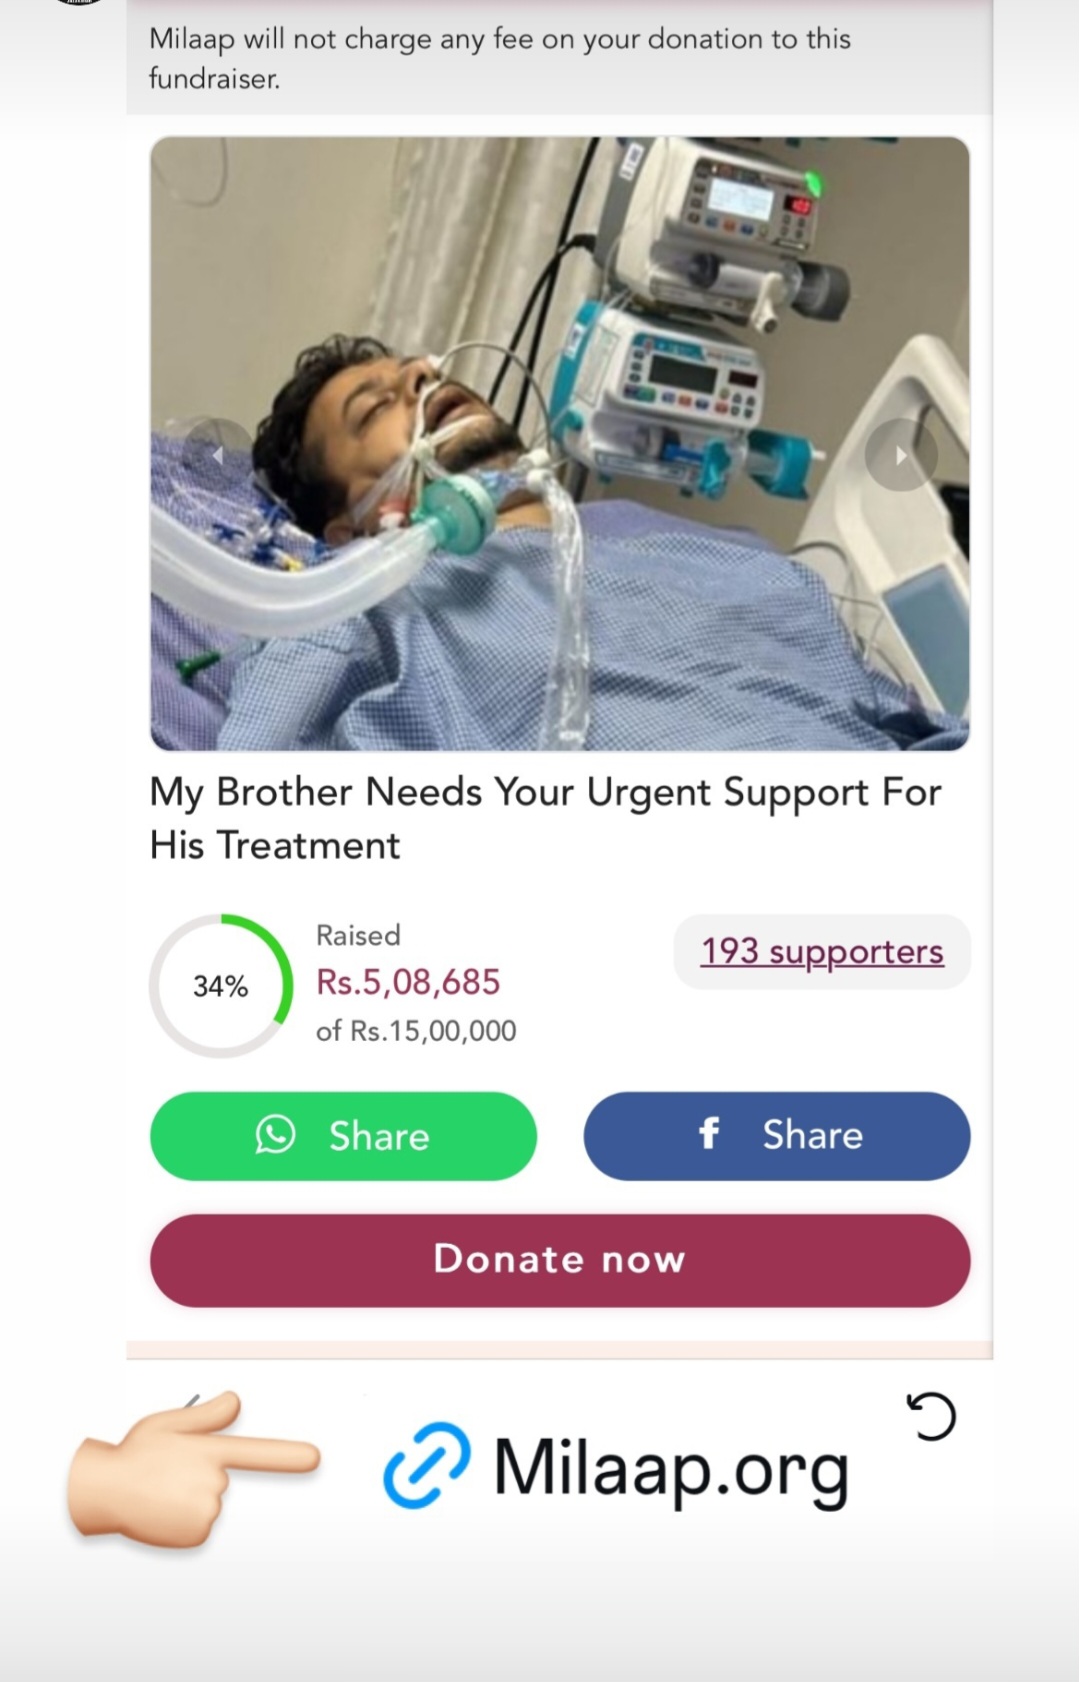 Milaap will not charge any fee on your donation to this
fundraiser.
My Brother Needs Your Urgent Support For
His Treatment
34%
Raised
Rs.5,08,685
of Rs.15,00,000
193 supporters
Share
f Share
Donate now
Milaap.org